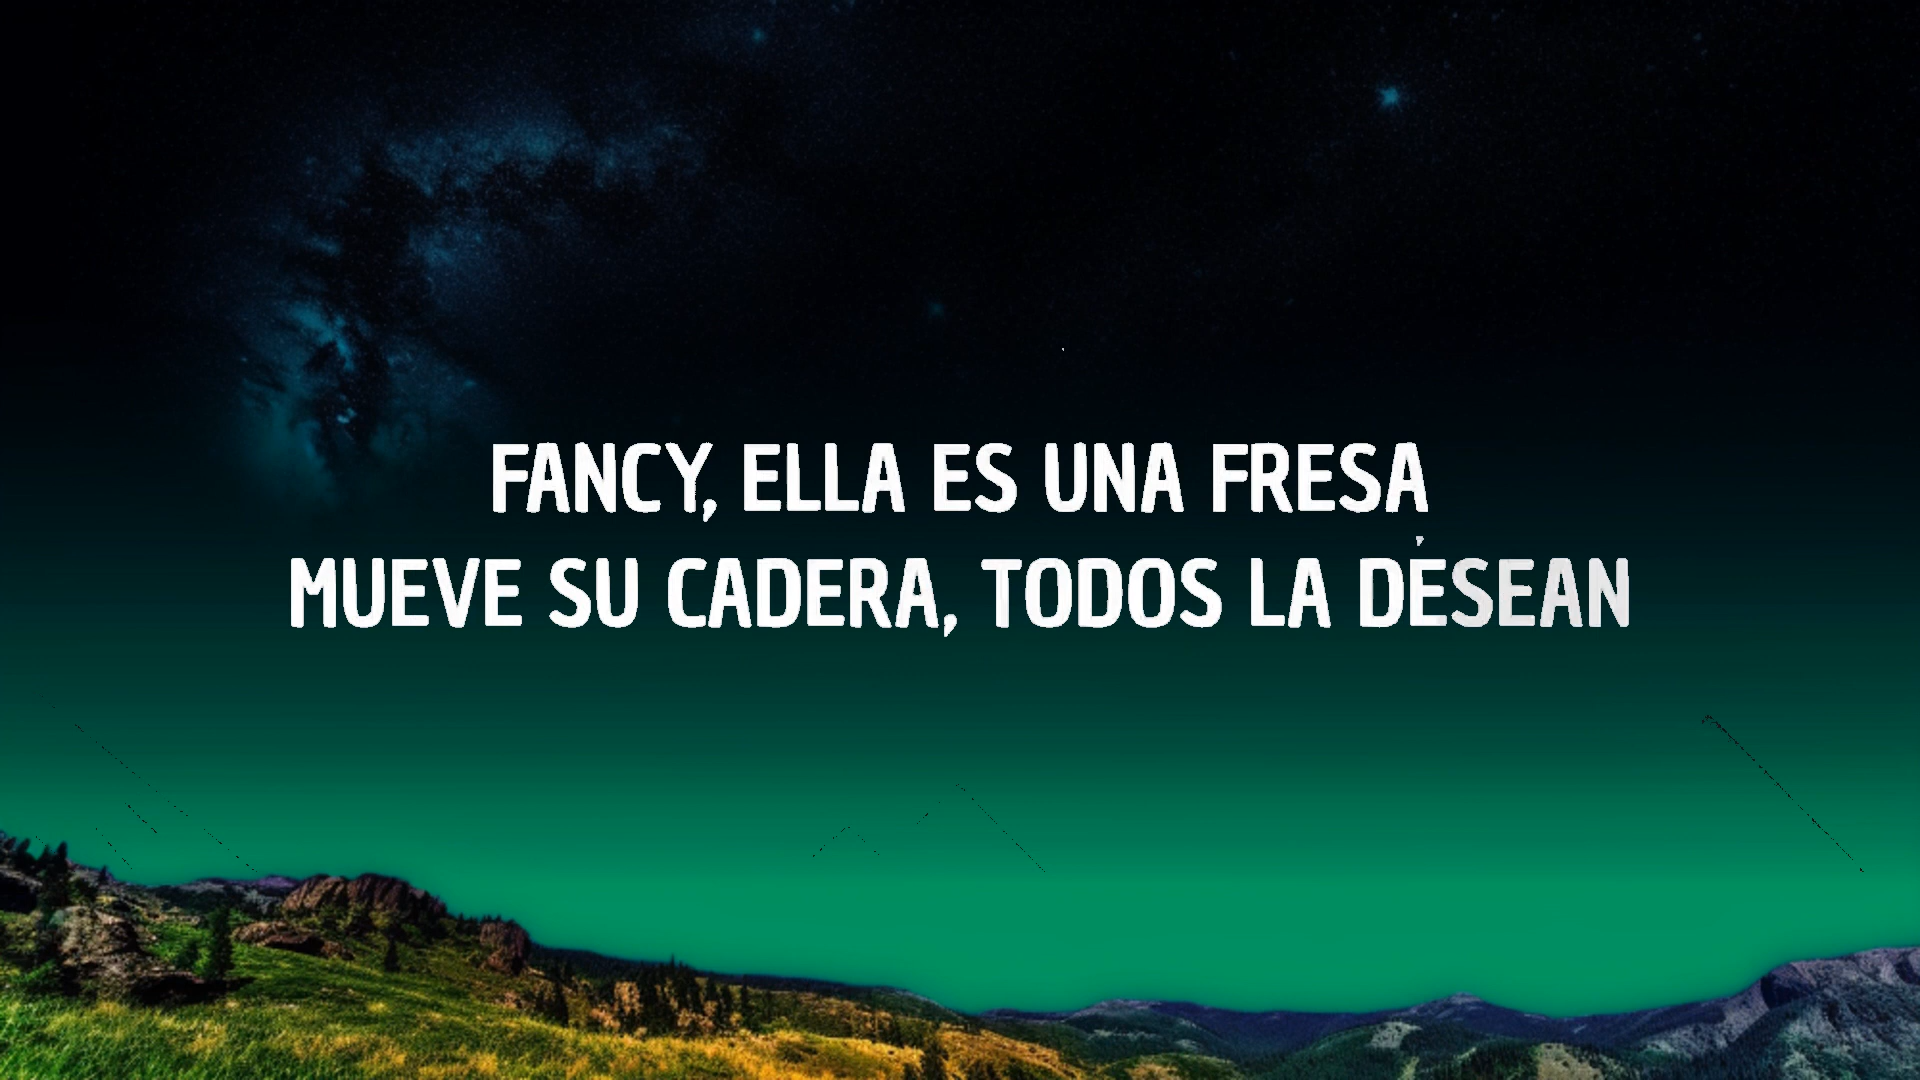 FANCY, ELLA ES UNA FRESA
MUEVE SU CADERA, TODOS LA DESEAN